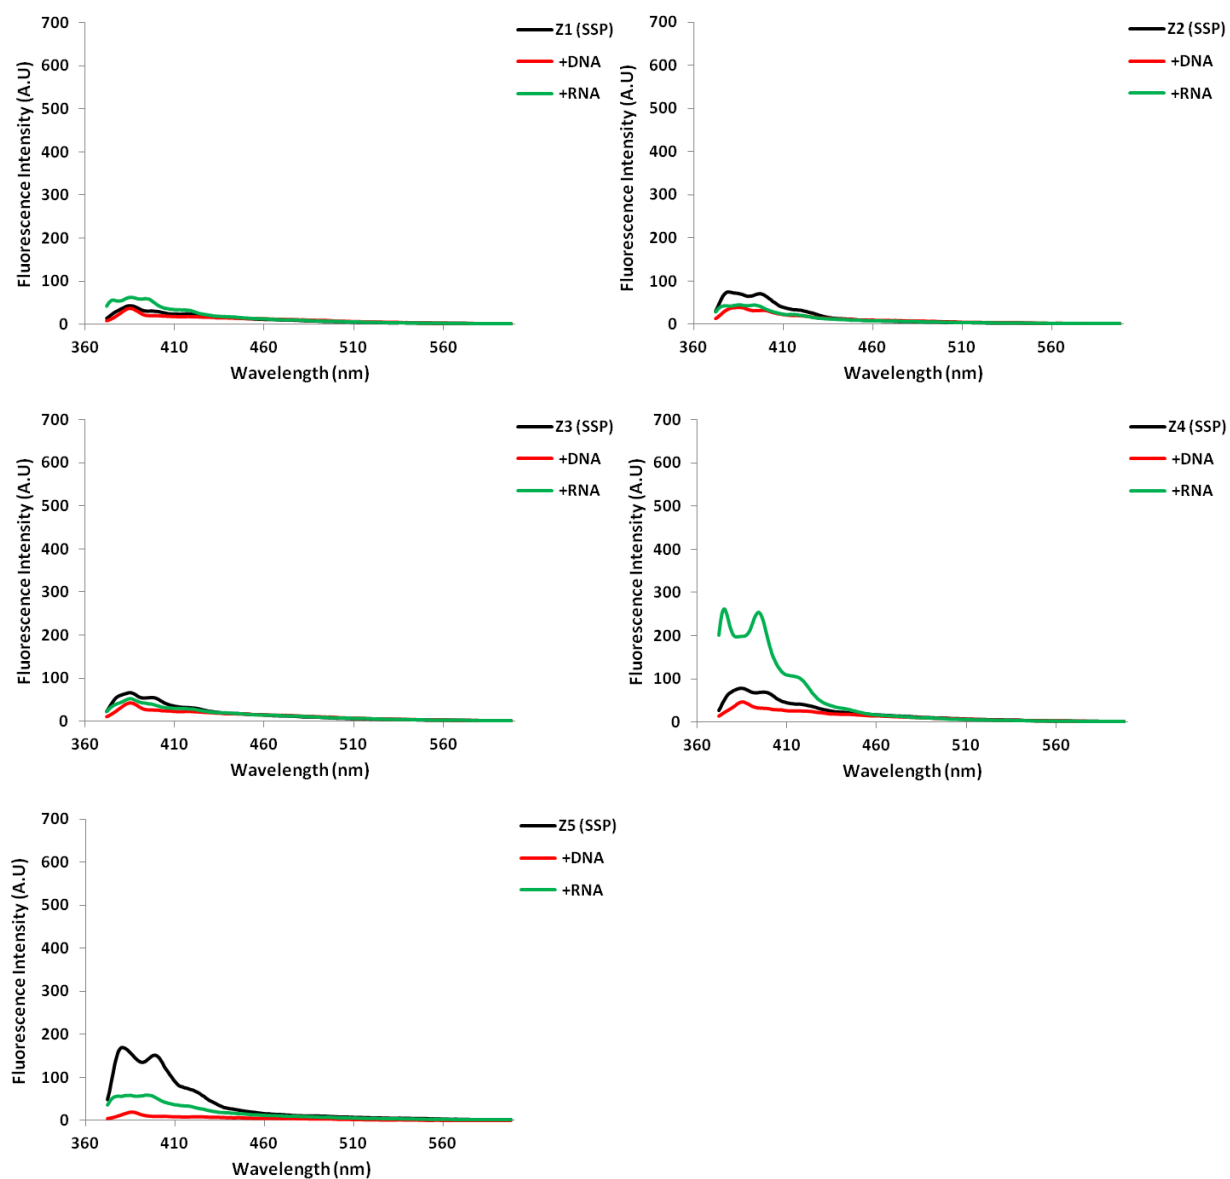 Fluorescence Intensity (A.U)
700
600
500
400
300
200
100
0
360 410 460 510 560
Wavelength (nm)
Z1 (SSP)
+DNA
+RNA
Fluorescence Intensity (A.U)
700
600
500
400
300
200
100
0
360 410 460 510 560
Wavelength (nm)
Z2 (SSP)
+DNA
+RNA
Fluorescence Intensity (A.U)
700
600
500
400
300
200
100
0
360 410 460 510 560
Wavelength (nm)
Z3 (SSP)
+DNA
+RNA
Fluorescence Intensity (A.U)
700
600
500
400
300
200
100
0
360 410 460 510 560
Wavelength (nm)
Z4 (SSP)
+DNA
+RNA
Fluorescence Intensity (A.U)
700
600
500
400
300
200
100
0
360 410 460 510 560
Wavelength (nm)
Z5 (SSP)
+DNA
+RNA